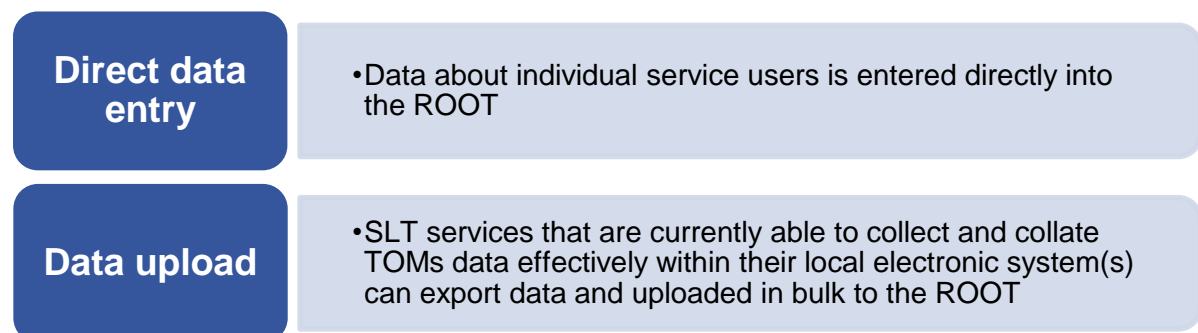 Direct data
entry
•Data about individual service users is entered directly into
the ROOT
Data upload
•SLT services that are currently able to collect and collate
TOMs data effectively within their local electronic system(s)
can export data and uploaded in bulk to the ROOT